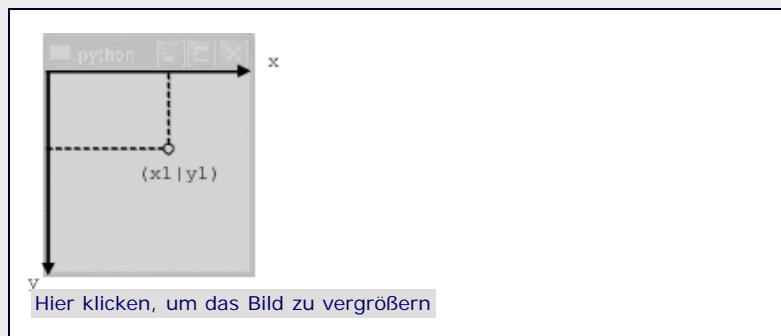 python
x
(x1|y1)
y
Hier klicken, um das Bild zu vergrößern